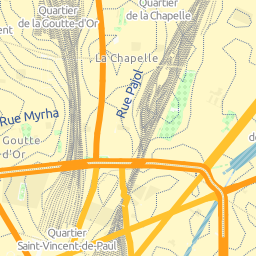 Quartier
de la Goutte-d'Or
Quartier
de la Chapelle
La Chapelle
Rue Pajol
Rue Myrha
Goutte
d'Or
Quartier
Saint-Vincent-de-Paul